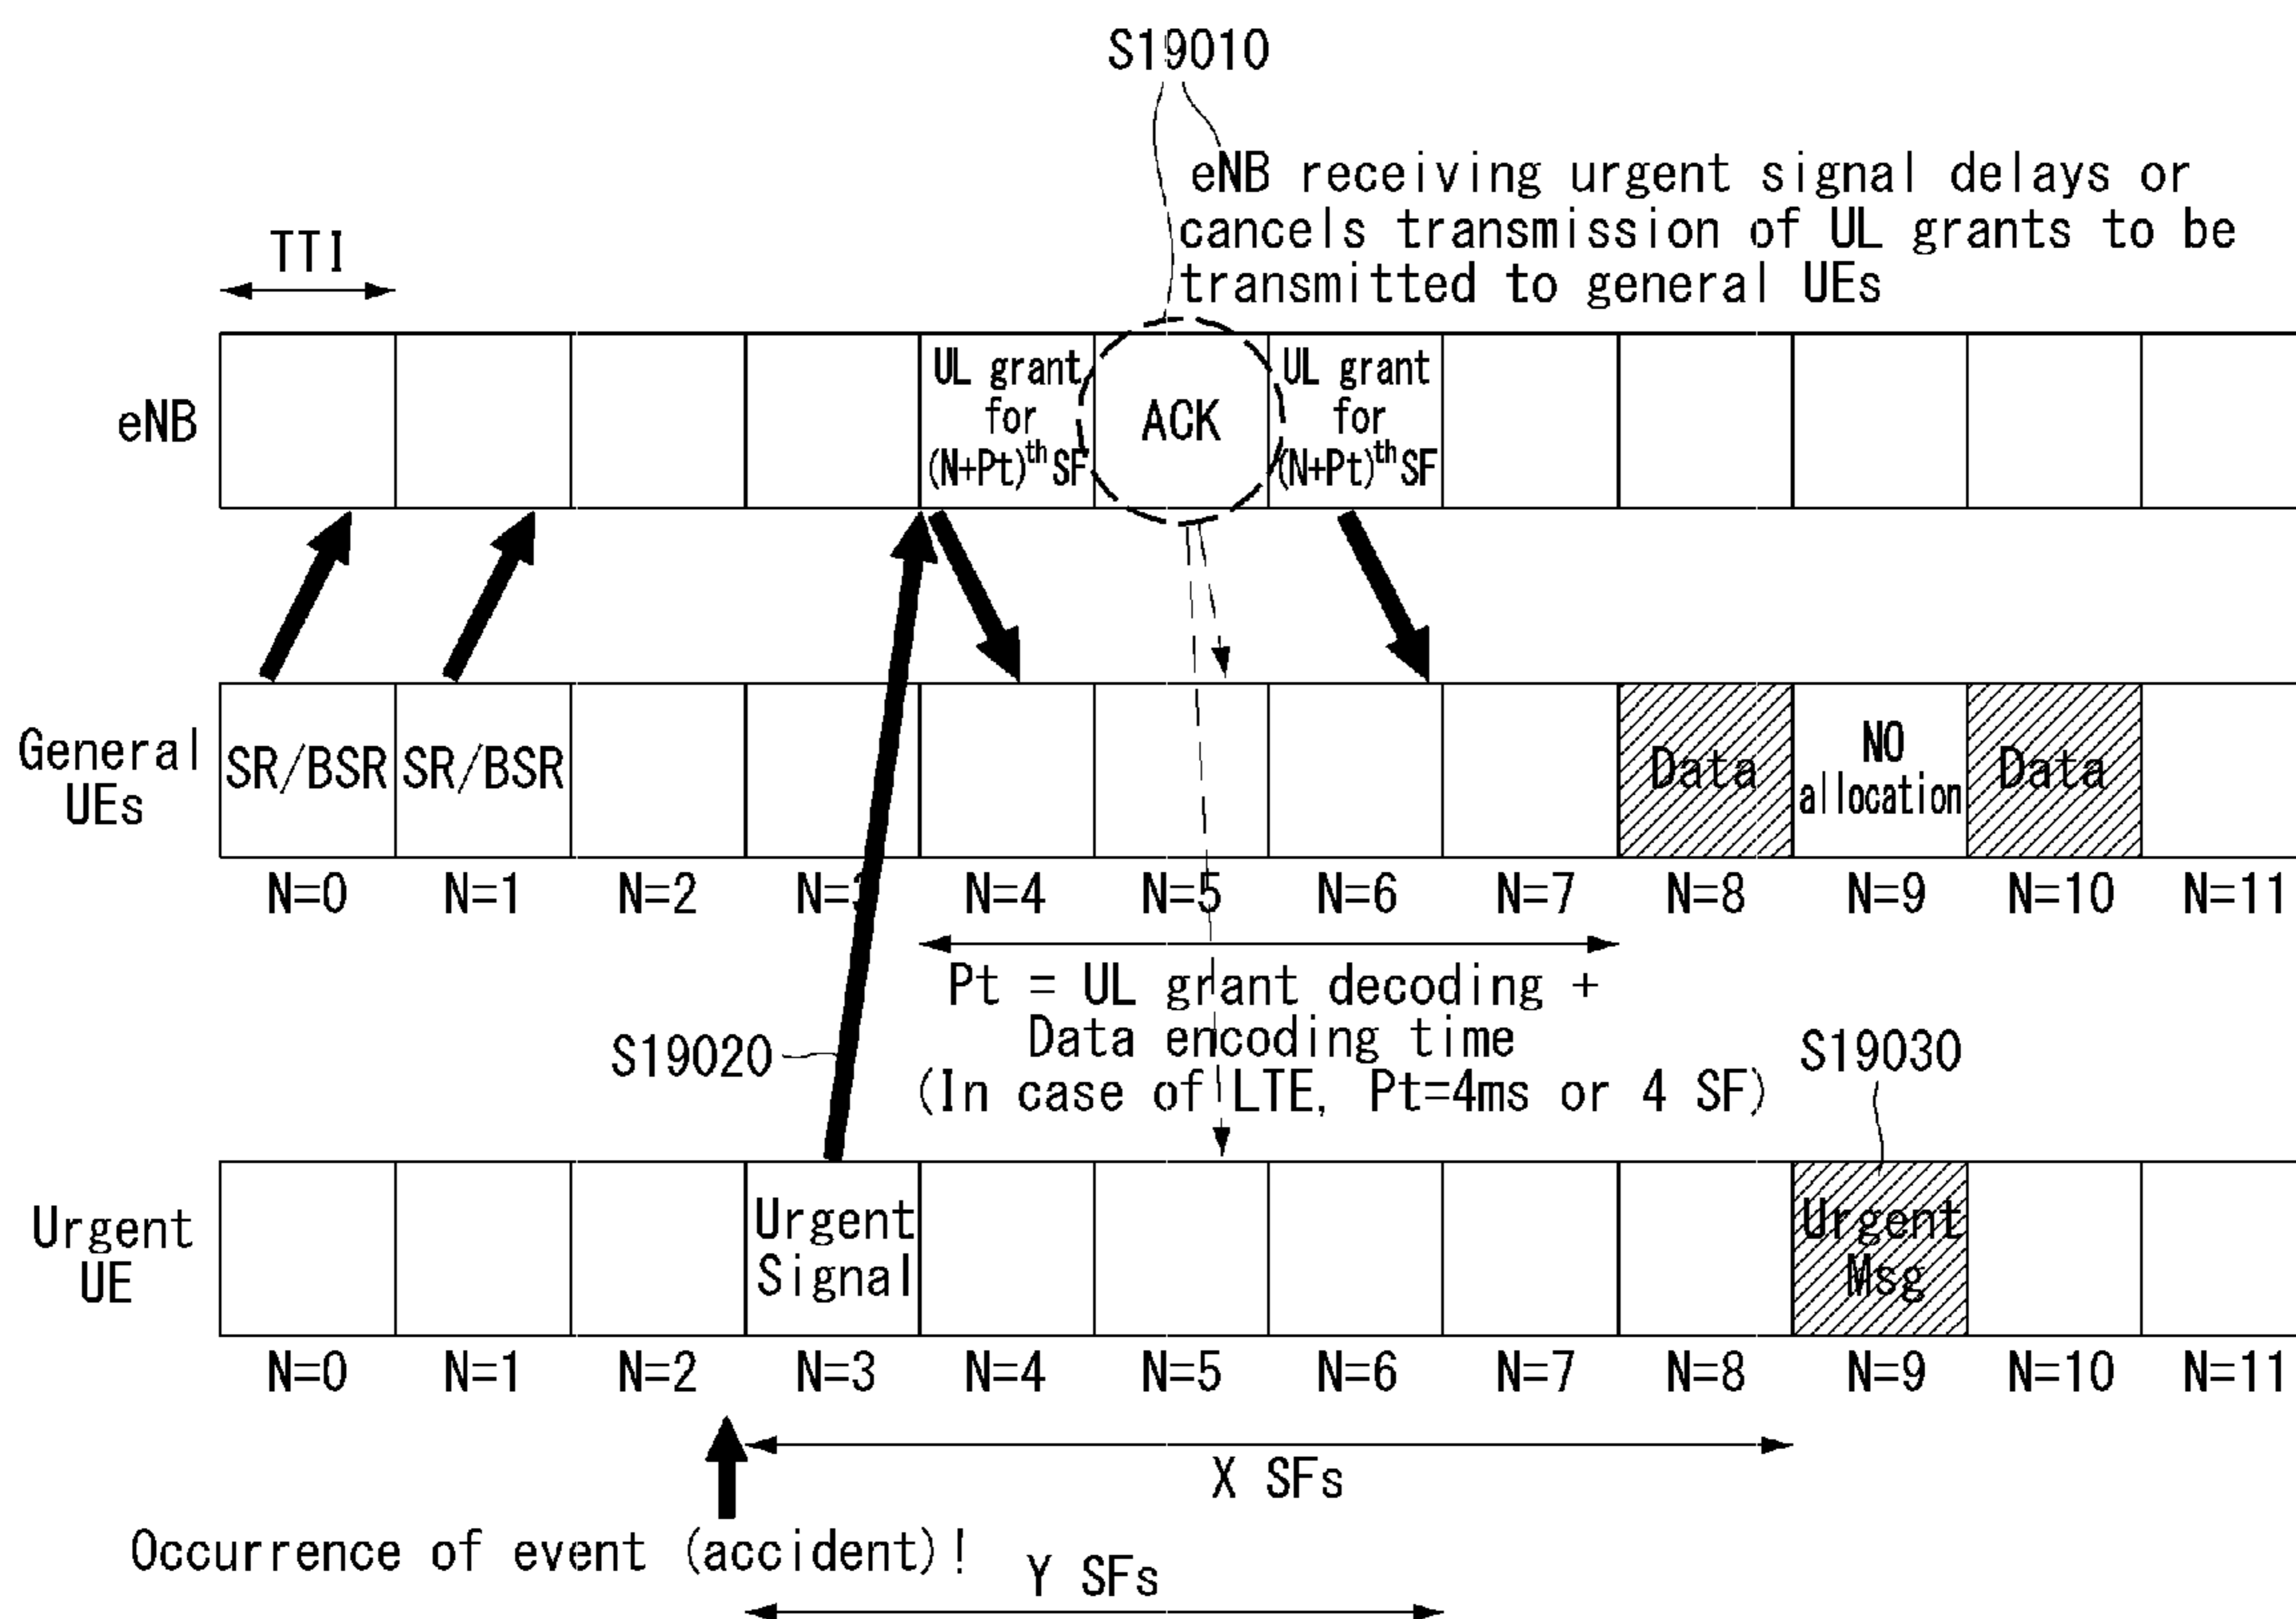 S19010
eNB receiving urgent signal delays or
cancels transmission of UL grants to be
transmitted to general UEs
TTI
eNB
UL grant
for
(N+Pt)th SF
ACK
UL grant
for
(N+Pt)th SF
General
UEs
SR/BSR
SR/BSR
Data
NO
allocation
Data
N=0
N=1
N=2
N=3
N=4
N=5
N=6
N=7
N=8
N=9
N=10
N=11
Pt = UL grant decoding +
Data encoding time
(In case of LTE, Pt=4ms or 4 SF)
S19020
S19030
Urgent
UE
Urgent
Signal
Urgent
Msg
N=0
N=1
N=2
N=3
N=4
N=5
N=6
N=7
N=8
N=9
N=10
N=11
X SFs
Occurrence of event (accident)!
Y SFs